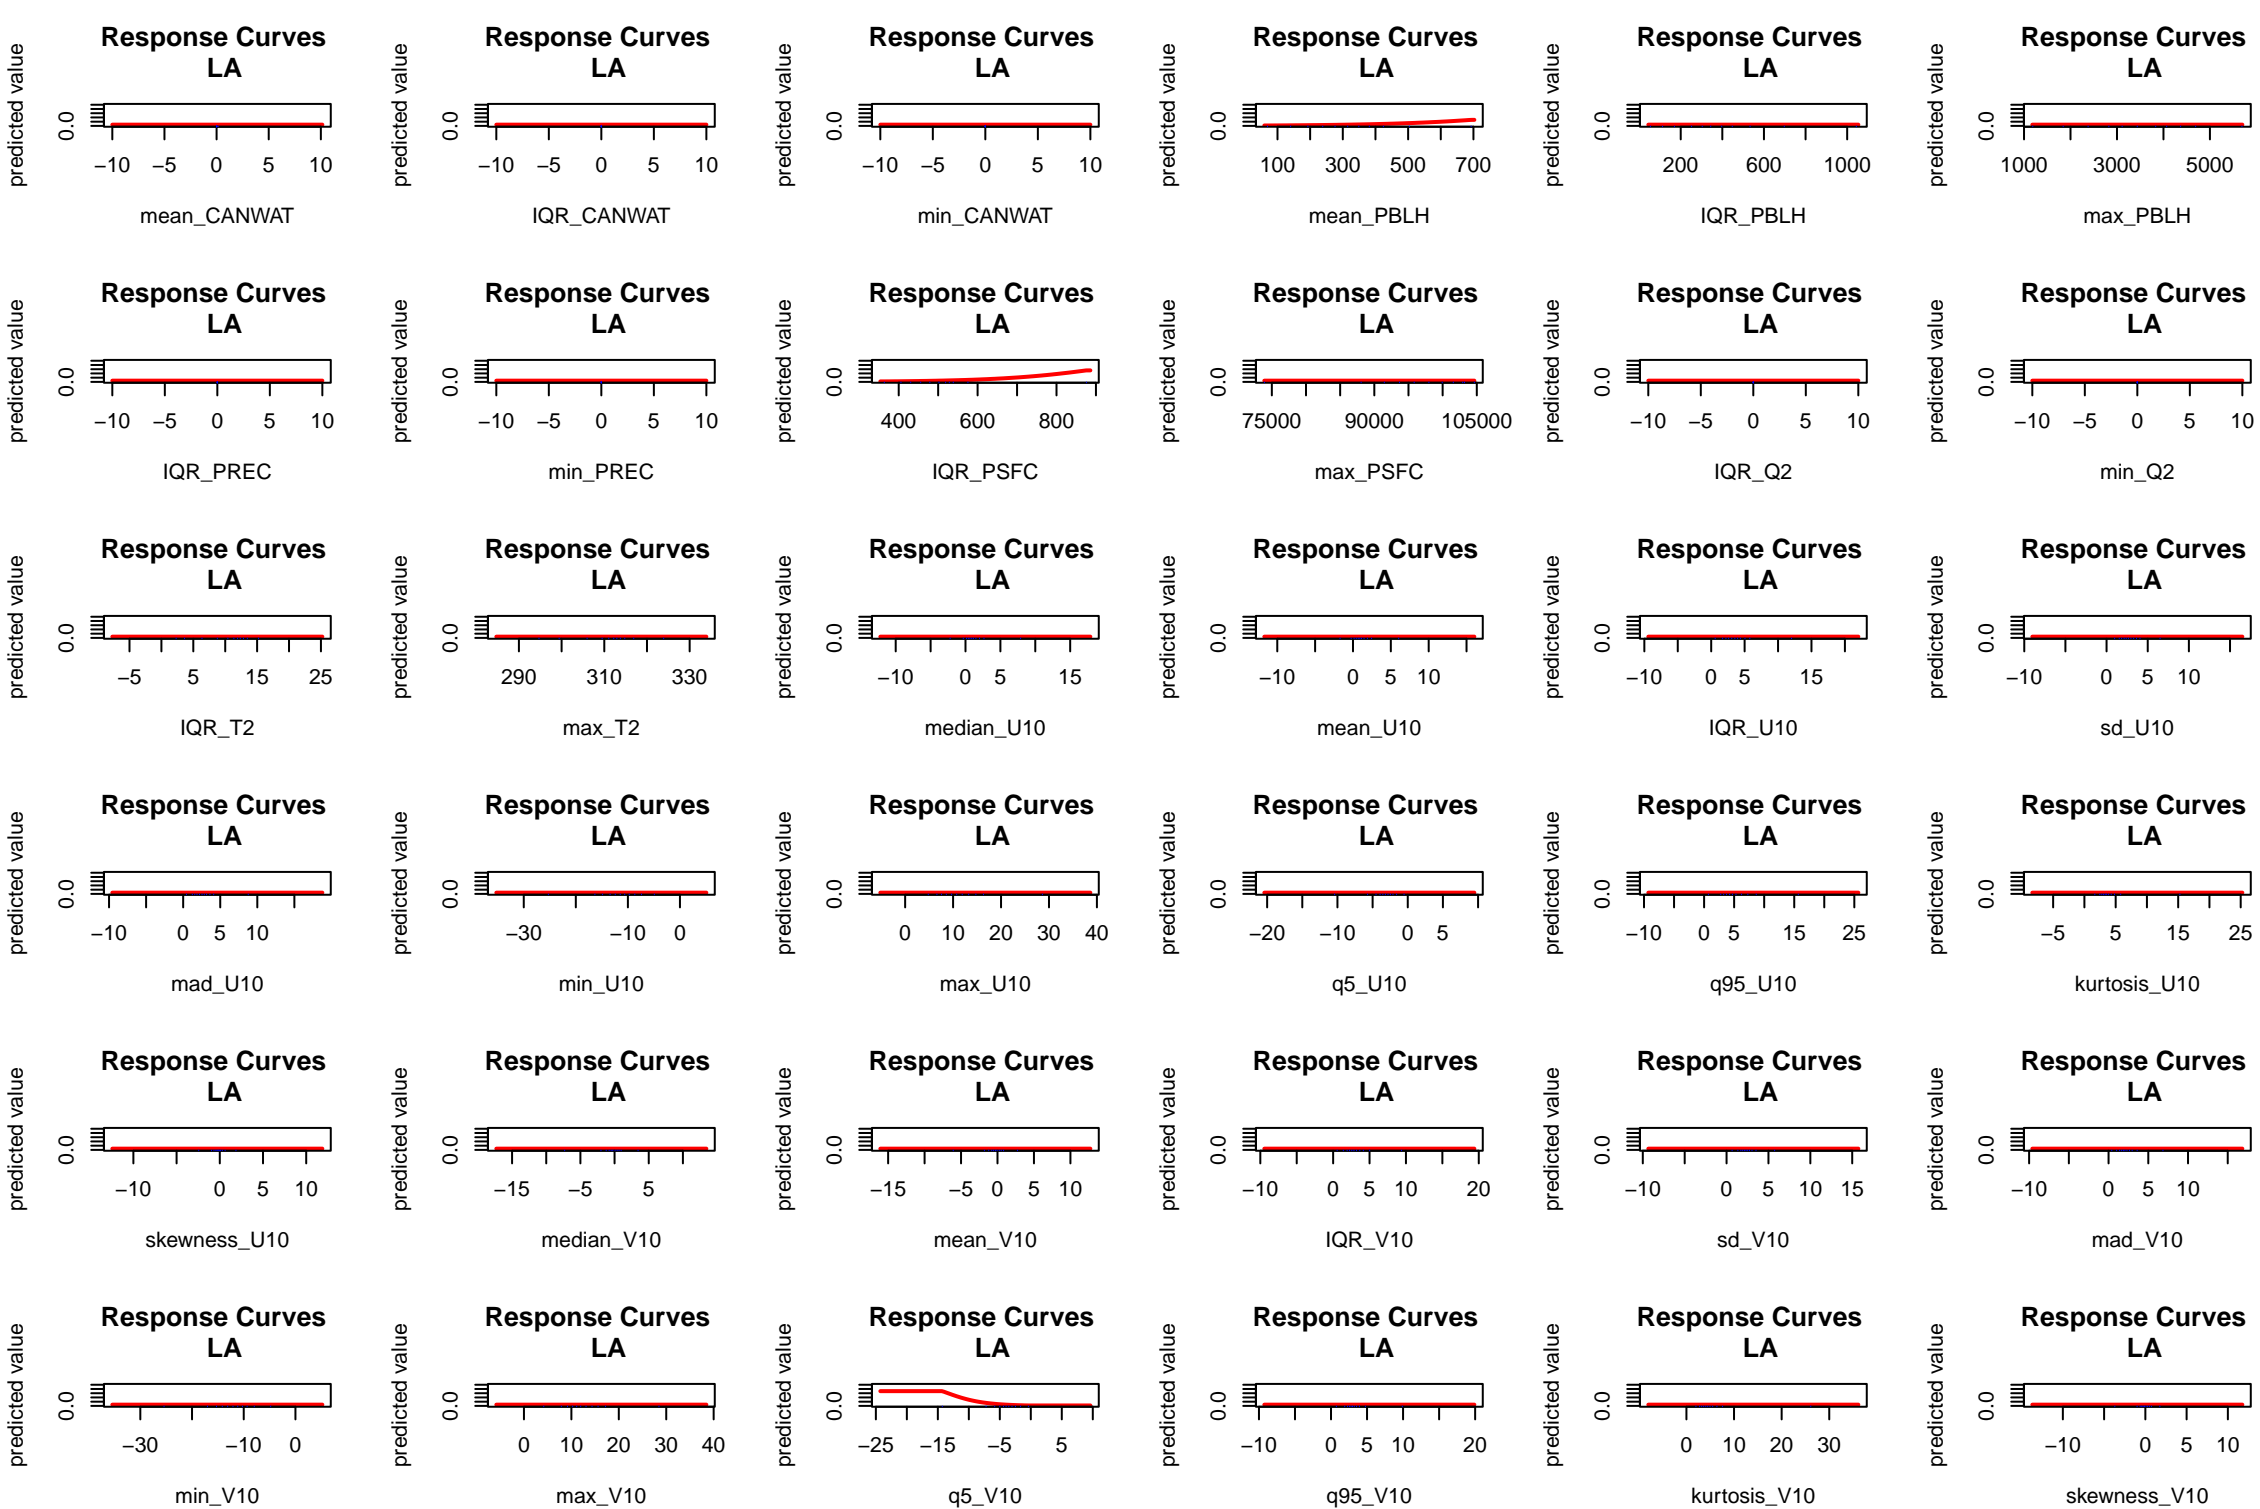 Response Curves Response Curves Response Curves Response Curves Response Curves Response Curves
LA LA LA LA LA LA
predicted value predicted value predicted value predicted value predicted value predicted value
0.0 0.0 0.0 0.0 0.0 0.0
−10 −5 0 5 10 −10 −5 0 5 10 −10 −5 0 5 10 100 300 500 700 200 600 1000 1000 3000 5000
mean_CANWAT IQR_CANWAT min_CANWAT mean_PBLH IQR_PBLH max_PBLH
Response Curves Response Curves Response Curves Response Curves Response Curves Response Curves
LA LA LA LA LA LA
predicted value predicted value predicted value predicted value predicted value predicted value
0.0 0.0 0.0 0.0 0.0 0.0
−10 −5 0 5 10 −10 −5 0 5 10 400 600 800 75000 90000 105000 −10 −5 0 5 10 −10 −5 0 5 10
IQR_PREC min_PREC IQR_PSFC max_PSFC IQR_Q2 min_Q2
Response Curves Response Curves Response Curves Response Curves Response Curves Response Curves
LA LA LA LA LA LA
predicted value predicted value predicted value predicted value predicted value predicted value
0.0 0.0 0.0 0.0 0.0 0.0
−5 5 15 25 290 310 330 −10 0 5 15 −10 0 5 10 −10 0 5 15 −10 0 5 10
IQR_T2 max_T2 median_U10 mean_U10 IQR_U10 sd_U10
Response Curves Response Curves Response Curves Response Curves Response Curves Response Curves
LA LA LA LA LA LA
predicted value predicted value predicted value predicted value predicted value predicted value
0.0 0.0 0.0 0.0 0.0 0.0
−10 0 5 10 −30 −10 0 0 10 20 30 40 −20 −10 0 5 −10 0 5 15 25 −5 5 15 25
mad_U10 min_U10 max_U10 q5_U10 q95_U10 kurtosis_U10
Response Curves Response Curves Response Curves Response Curves Response Curves Response Curves
LA LA LA LA LA LA
predicted value predicted value predicted value predicted value predicted value predicted value
0.0 0.0 0.0 0.0 0.0 0.0
−10 0 5 10 −15 −5 5 −15 −5 0 5 10 −10 0 5 10 20 −10 0 5 10 15 −10 0 5 10
skewness_U10 median_V10 mean_V10 IQR_V10 sd_V10 mad_V10
Response Curves Response Curves Response Curves Response Curves Response Curves Response Curves
LA LA LA LA LA LA
predicted value predicted value predicted value predicted value predicted value predicted value
0.0 0.0 0.0 0.0 0.0 0.0
−30 −10 0 0 10 20 30 40 −25 −15 −5 5 −10 0 5 10 20 0 10 20 30 −10 0 5 10
min_V10 max_V10 q5_V10 q95_V10 kurtosis_V10 skewness_V10